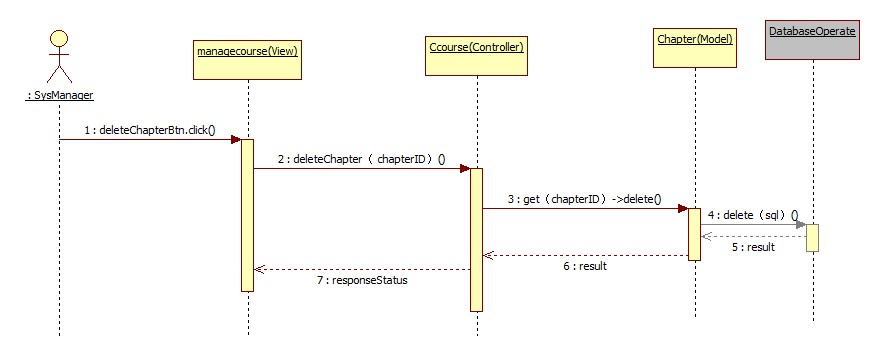 DatabaseOperate
Chapter(Model)
managecourse(View)
Ccourse(Controller)
: SysManager
1 : deleteChapterBtn.click()
2 : deleteChapter（ chapterID）()
3 : get（chapterID）->delete()
4 : delete（sql）()
5 : result
6 : result
7 : responseStatus